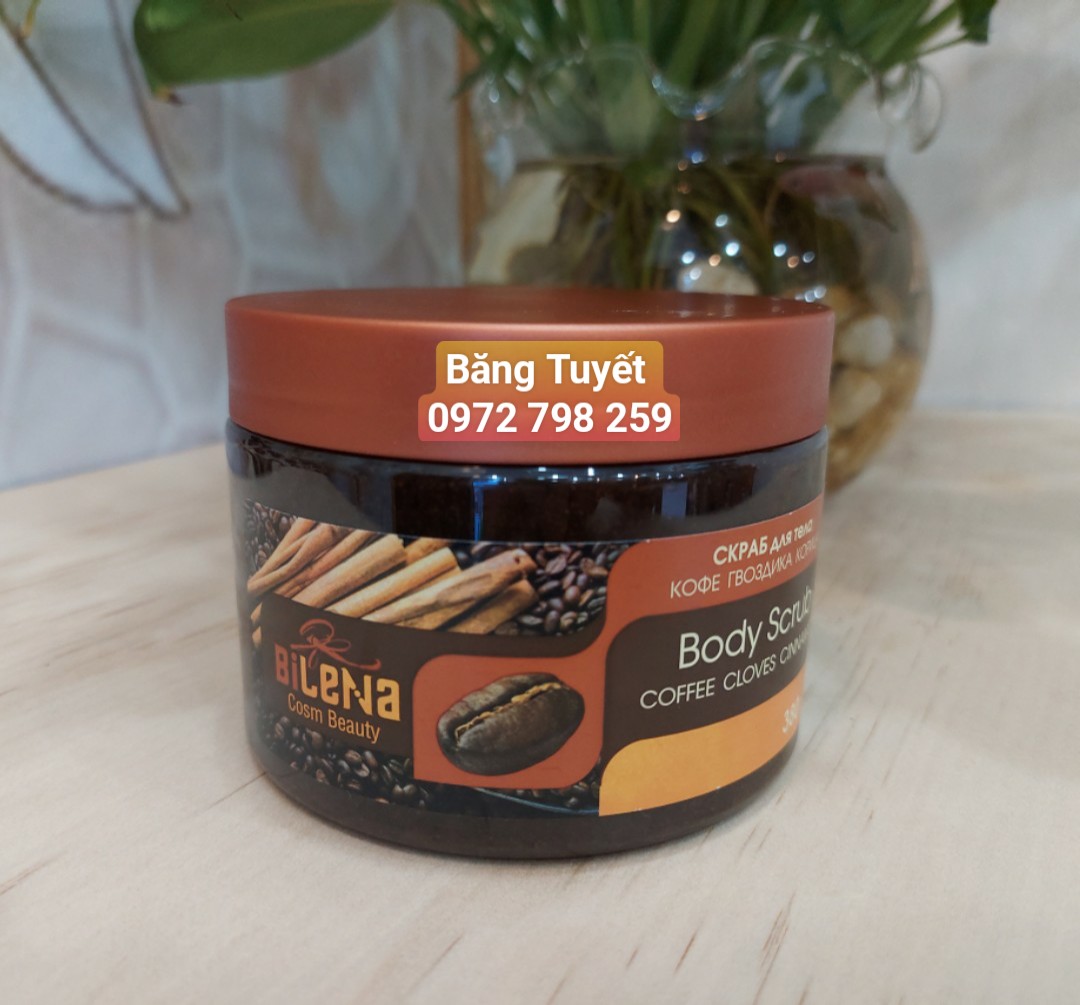 Băng Tuyết
0972 798 259
СКРАБ для тела
КОФЕ ГВОЗДИКА
Body Scrub
COFFEE CLOVES
BiLeNa
Cosm Beauty